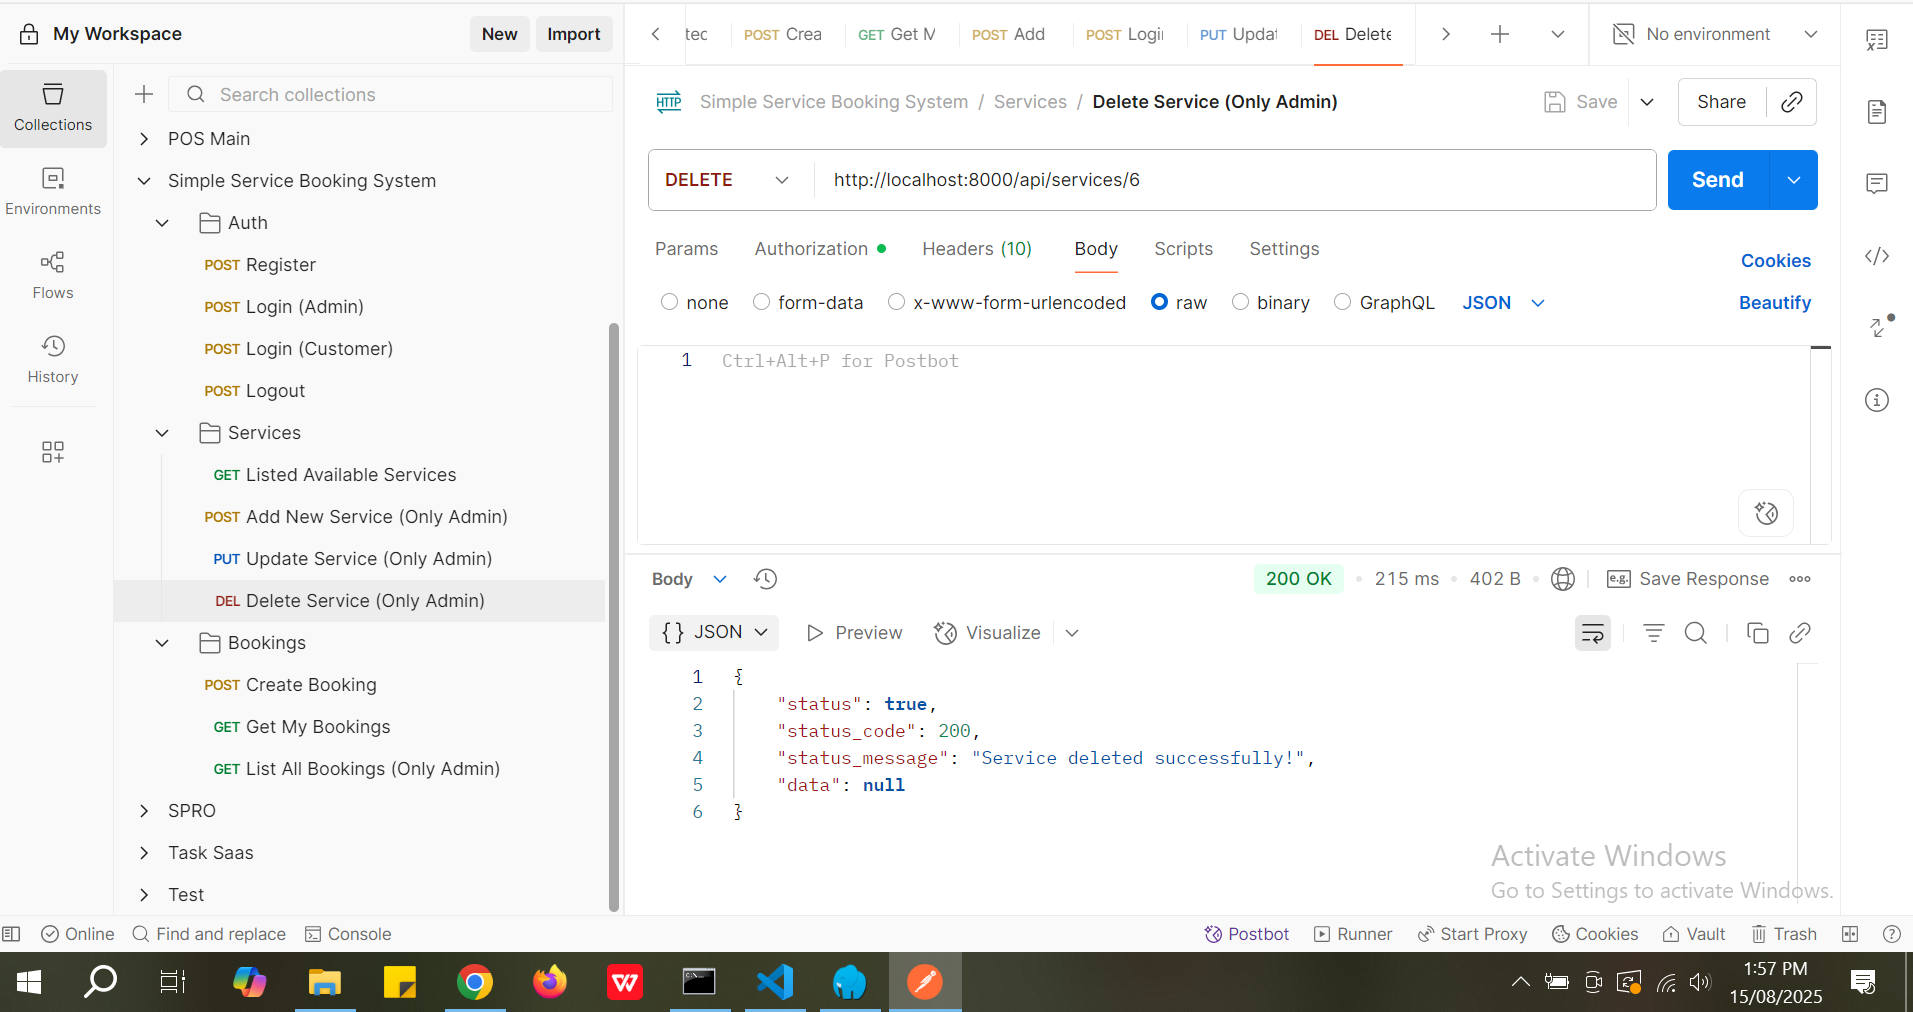 My Workspace
New
Import
Collections
Environments
Flows
History
Search collections
POS Main
Simple Service Booking System
Auth
POST Register
POST Login (Admin)
POST Login (Customer)
POST Logout
Services
GET Listed Available Services
POST Add New Service (Only Admin)
PUT Update Service (Only Admin)
DEL Delete Service (Only Admin)
Bookings
POST Create Booking
GET Get My Bookings
GET List All Bookings (Only Admin)
SPRO
Task Saas
Test
POST Crea
GET Get M
POST Add
POST Logi
PUT Updat
DEL Delete
No environment
HTTP
Simple Service Booking System / Services / Delete Service (Only Admin)
Save
Share
DELETE
http://localhost:8000/api/services/6
Send
Params
Authorization
Headers (10)
Body
Scripts
Settings
Cookies
none
form-data
x-www-form-urlencoded
raw
binary
GraphQL
JSON
Beautify
1 Ctrl+Alt+P for Postbot
Body
200 OK
215 ms
402 B
e.g. Save Response
{} JSON
Preview
Visualize
1 {
2 "status": true,
3 "status_code": 200,
4 "status_message": "Service deleted successfully!",
5 "data": null
6 }
Activate Windows
Go to Settings to activate Windows.
Online
Find and replace
Console
Postbot
Runner
Start Proxy
Cookies
Vault
Trash
1:57 PM
15/08/2025